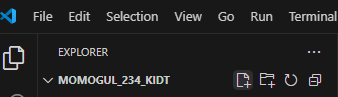 File Edit Selection View Go Run Terminal
EXPLORER
MOMOGUL_234_KIDT